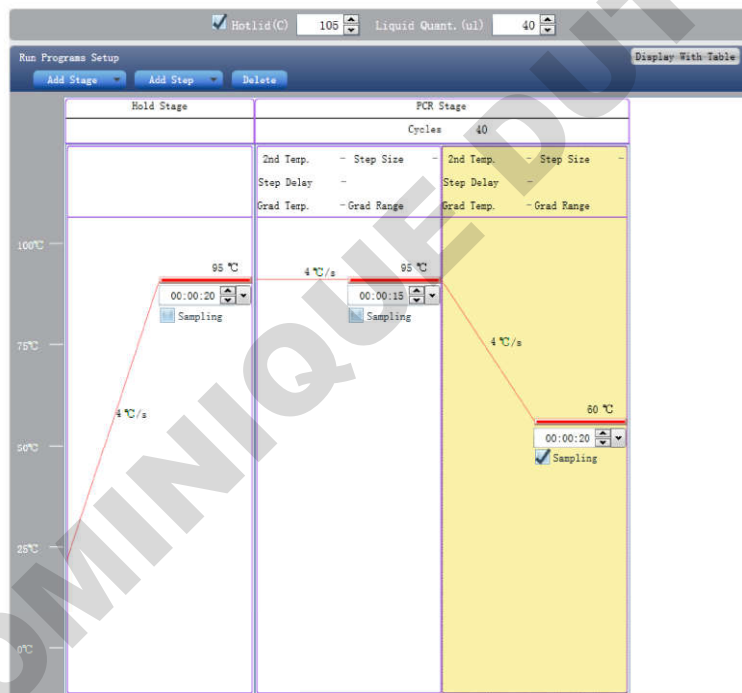 Hotlid(C) 105 Liquid Quant.(ul) 40
Run Programs Setup
Display With Table
Add Stage Add Step Delete
Hold Stage PCR Stage
Cycles 40
2nd Temp. - Step Size - 2nd Temp. - Step Size -
Step Delay - Step Delay -
Grad Temp. - Grad Range Grad Temp. - Grad Range
100℃
95 ℃ 4 ℃/s 95 ℃
00:00:20 00:00:15
Sampling Sampling
75℃
4 ℃/s
60 ℃
4 ℃/s
50℃
00:00:20
Sampling
25℃
0℃
OMINIQUE DUT